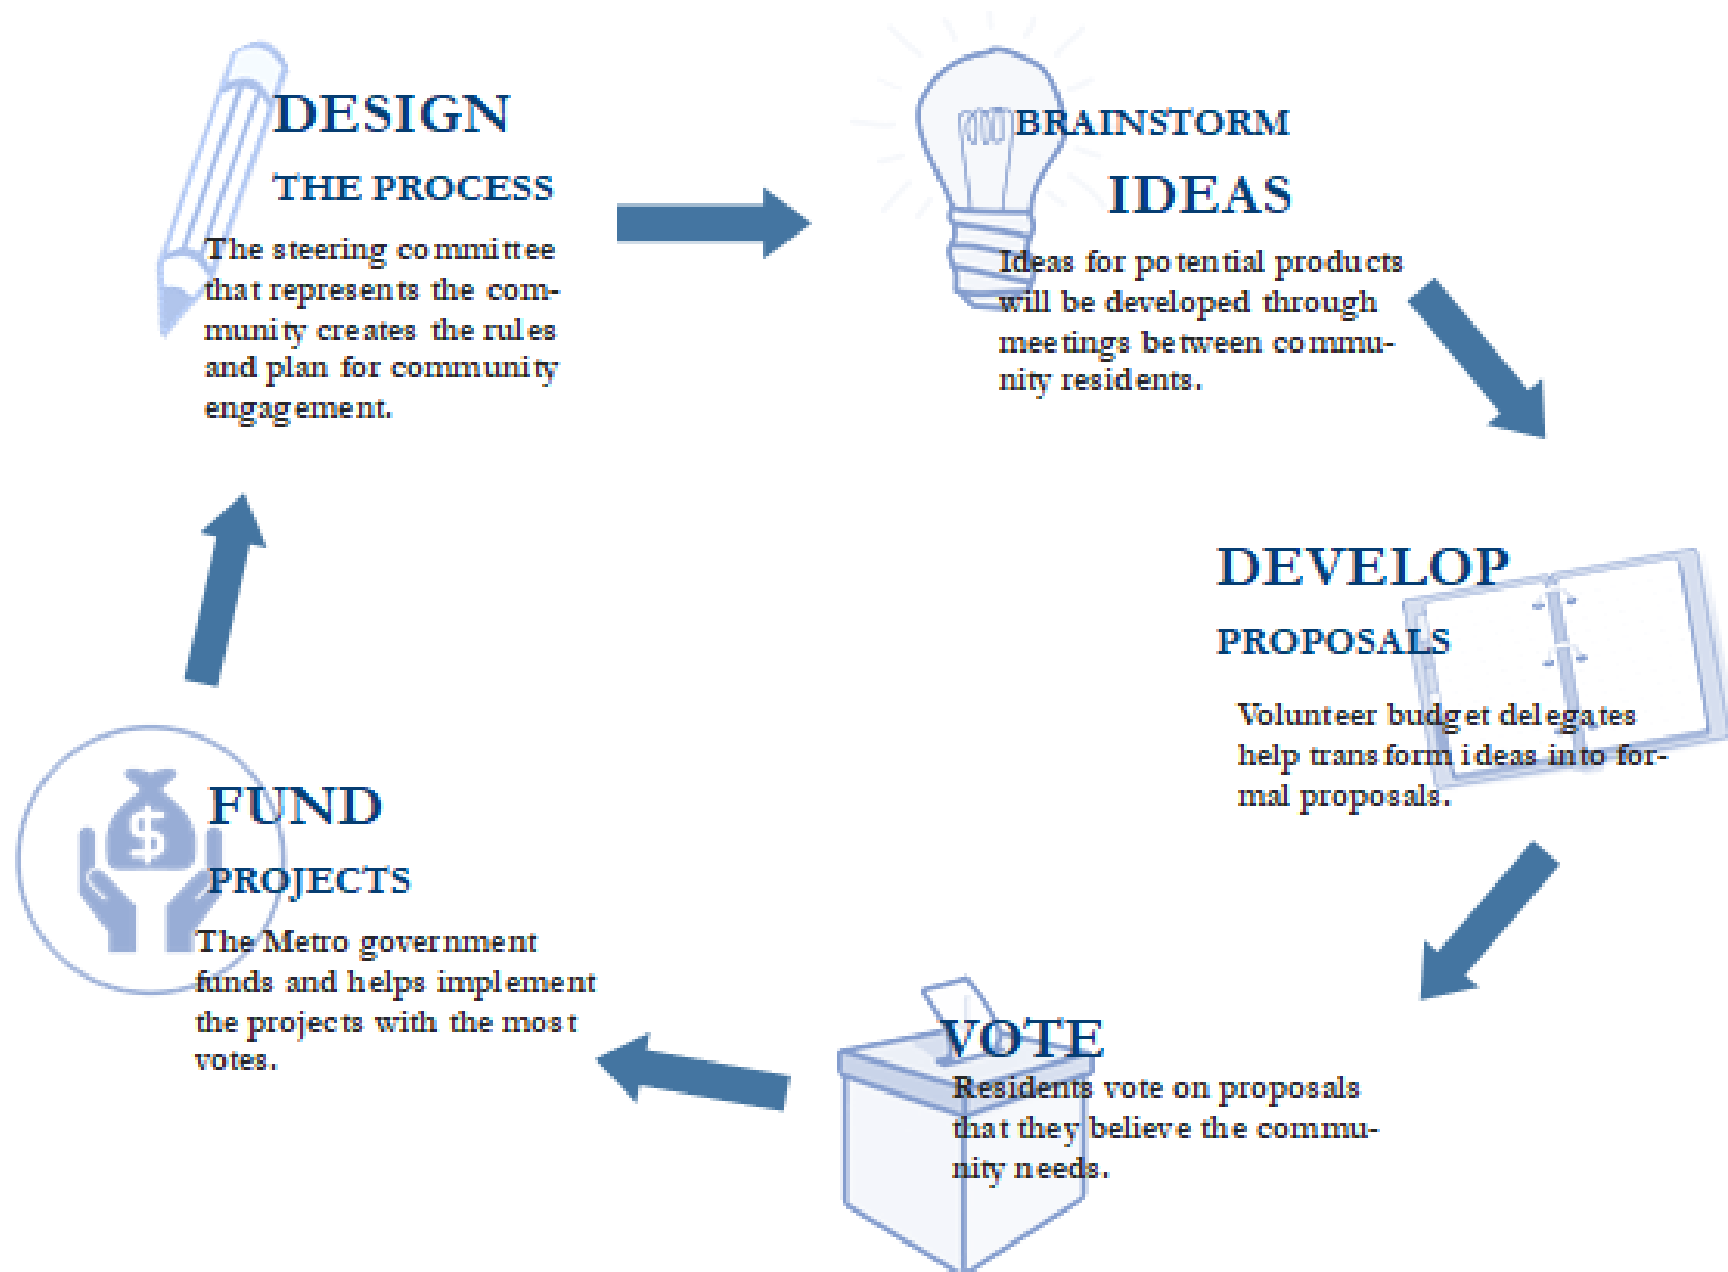 DESIGN
THE PROCESS
The steering committee
that represents the com-
munity creates the rules
and plan for community
engagement.
BRAINSTORM
IDEAS
Ideas for potential products
will be developed through
meetings between commu-
nity residents.
DEVELOP
PROPOSALS
Volunteer budget delegates
help transform ideas into for-
mal proposals.
VOTE
Residents vote on proposals
that they believe the commu-
nity needs.
$
FUND
PROJECTS
The Metro government
funds and helps implement
the projects with the most
votes.